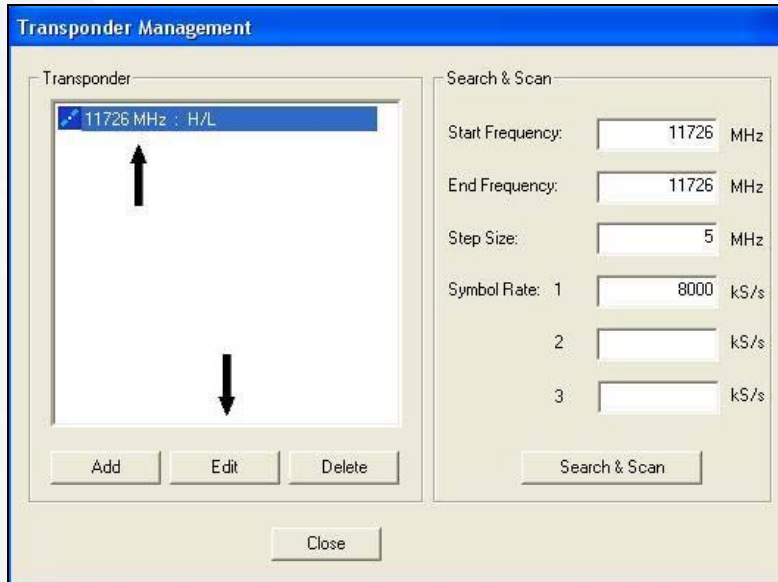 Transponder Management
Transponder
11726 MHz : H/L
Add
Edit
Delete
Search & Scan
Start Frequency: 11726 MHz
End Frequency: 11726 MHz
Step Size: 5 MHz
Symbol Rate: 1 8000 kS/s
2 kS/s
3 kS/s
Search & Scan
Close